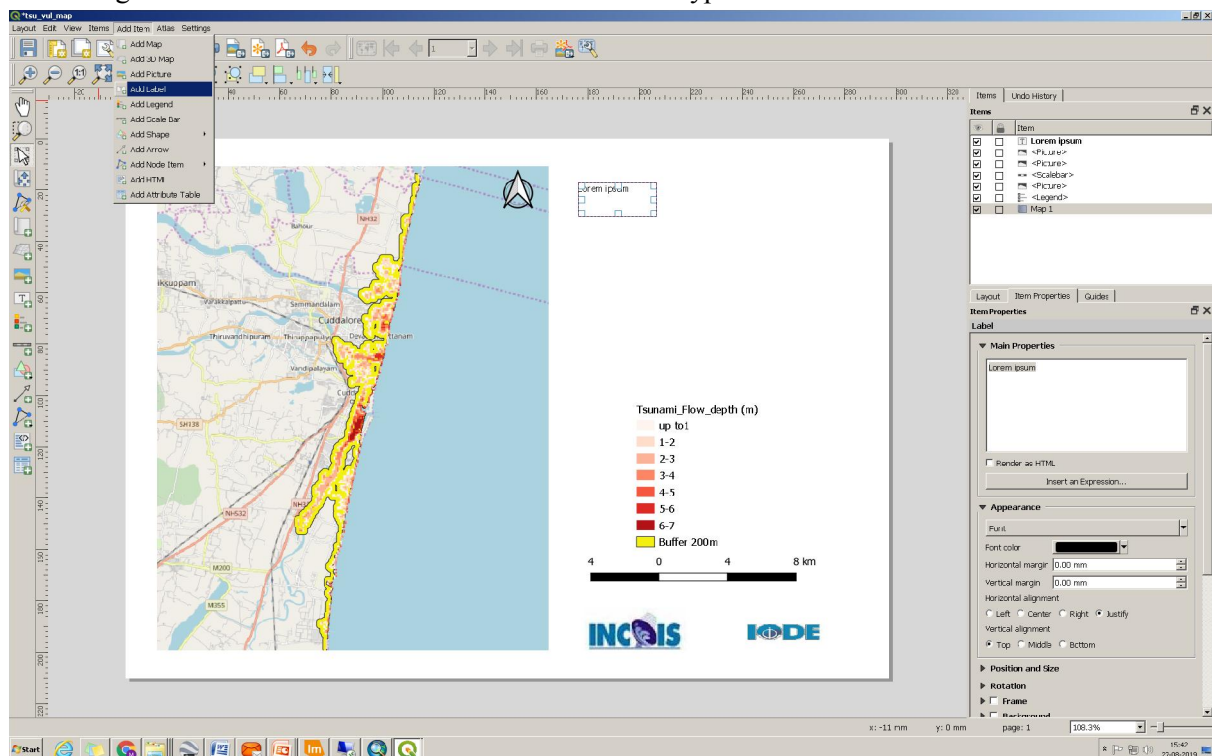 *tsu_vul_map
Layout Edit View Items Add Item Atlas Settings
Add Map
Add 3D Map
Add Picture
Add Label
Add Legend
Add Scale Bar
Add Shape
Add Arrow
Add Node Item
Add HTML
Add Attribute Table
1
Items Undo History
Items
Item
Lorem ipsum
<Picture>
<Picture>
<Scalebar>
<Picture>
<Legend>
Map 1
Lorem ipsum
NH32
Bahour
Semmandalam
Cuddalore
Thiruvandhipuram
Vandipalayam
SH138
NH532
M200
M355
Tsunami_Flow_depth (m)
up to1
1-2
2-3
3-4
4-5
5-6
6-7
Buffer 200m
4 0 4 8 km
INCOIS IODE
Layout Item Properties Guides
Item Properties
Label
Main Properties
Lorem ipsum
Render as HTML
Insert an Expression...
Appearance
Font
Font color
Horizontal margin 0.00 mm
Vertical margin 0.00 mm
Horizontal alignment
Left Center Right Justify
Vertical alignment
Top Middle Bottom
Position and Size
Rotation
Frame
Background
x: -11 mm y: 0 mm page: 1 108.3%
Start
15:42
22-08-2019